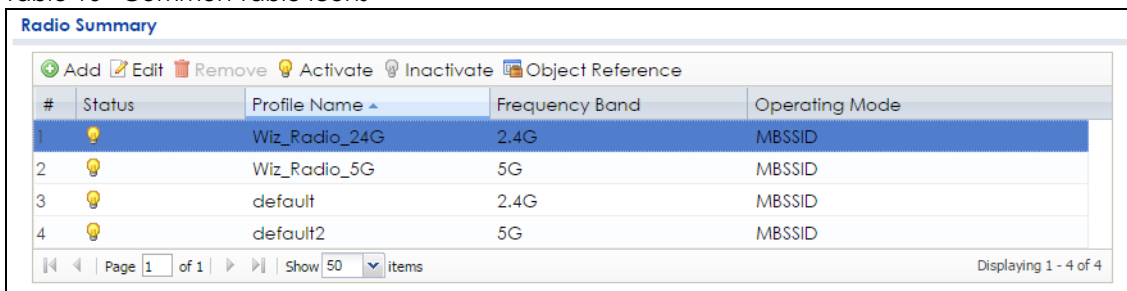 Radio Summary
Add Edit Remove Activate Inactivate Object Reference
# Status Profile Name Frequency Band Operating Mode
1 Wiz_Radio_24G 2.4G MBSSID
2 Wiz_Radio_5G 5G MBSSID
3 default 2.4G MBSSID
4 default2 5G MBSSID
Page 1 of 1 Show 50 items Displaying 1 - 4 of 4